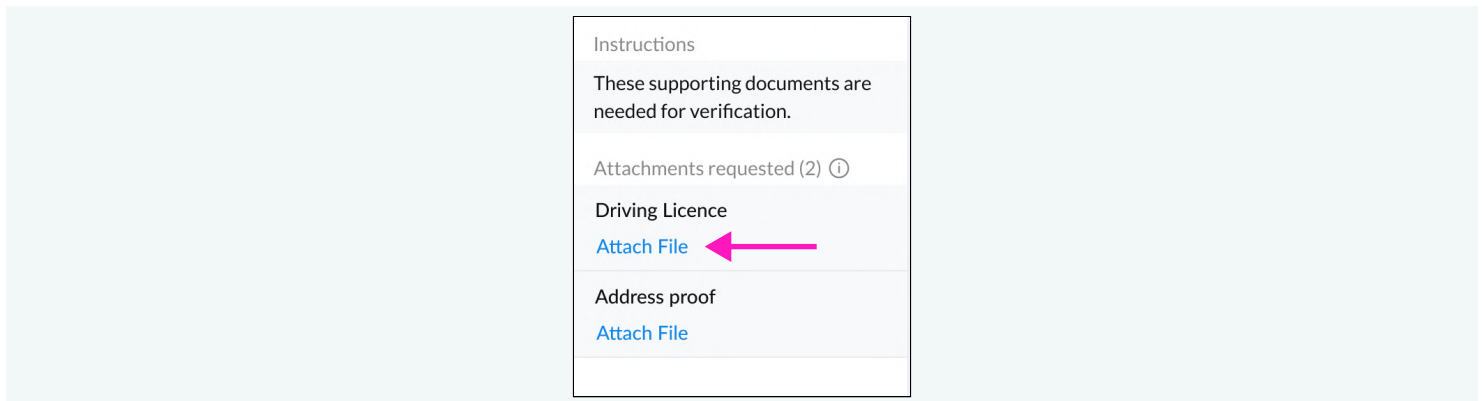 Instructions
These supporting documents are
needed for verification.
Attachments requested (2)
Driving Licence
Attach File
Address proof
Attach File